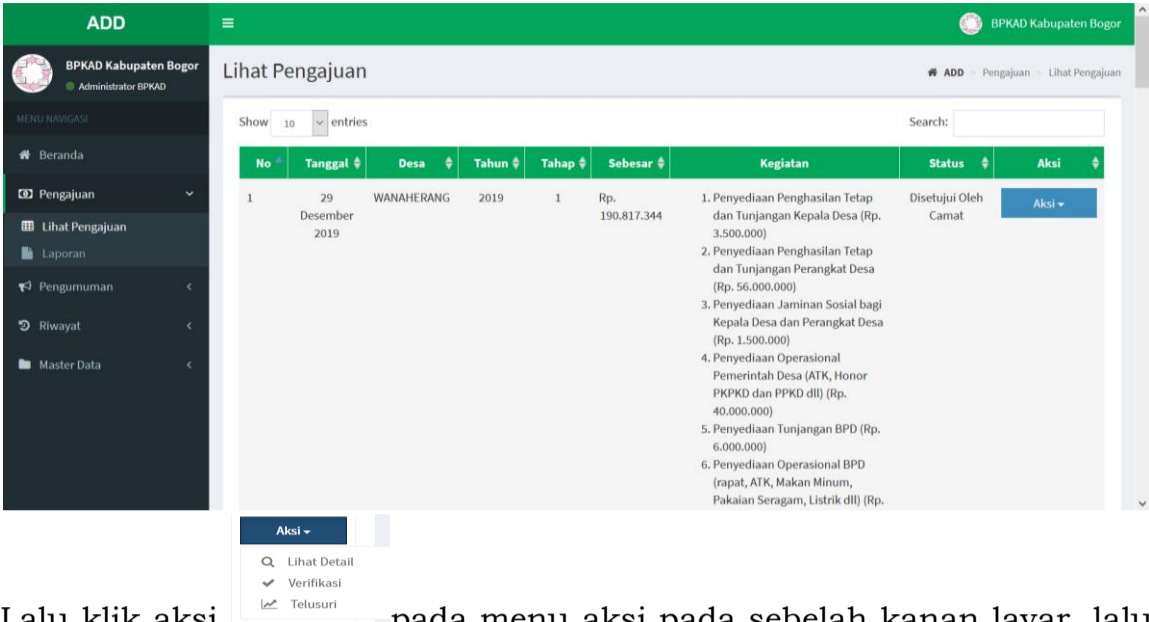 ADD
BPKAD Kabupaten Bogor
BPKAD Kabupaten Bogor
Administrator BPKAD
MENU NAVIGASI
Beranda
Pengajuan
Lihat Pengajuan
Laporan
Pengumuman
Riwayat
Master Data
Lihat Pengajuan
ADD > Pengajuan > Lihat Pengajuan
Show 10 entries
Search:
No Tanggal Desa Tahun Tahap Sebesar Kegiatan Status Aksi
1
29
Desember
2019
WANAHERANG
2019
1
Rp.
190.817.344
1. Penyediaan Penghasilan Tetap
dan Tunjangan Kepala Desa (Rp.
3.500.000)
2. Penyediaan Penghasilan Tetap
dan Tunjangan Perangkat Desa
(Rp. 56.000.000)
3. Penyediaan Jaminan Sosial bagi
Kepala Desa dan Perangkat Desa
(Rp. 1.500.000)
4. Penyediaan Operasional
Pemerintah Desa (ATK, Honor
PKPKD dan PPKD dll) (Rp.
40.000.000)
5. Penyediaan Tunjangan BPD (Rp.
6.000.000)
6. Penyediaan Operasional BPD
(rapat, ATK, Makan Minum,
Pakaian Seragam, Listrik dll) (Rp.
Disetujui Oleh
Camat
Aksi
Aksi
Lihat Detail
Verifikasi
Telusuri
Lalu klik aksi pada menu aksi pada sebelah kanan layar, lalu